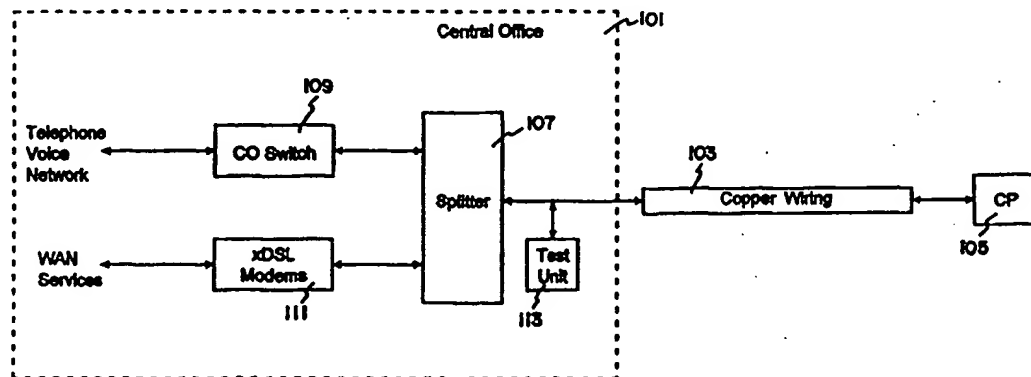 101
Central Office
109
107
Telephone
Voice
Network
CO Switch
103
Splitter
Copper Wiring
CP
105
WAN
Services
xDSL
Modems
111
Test
Unit
113